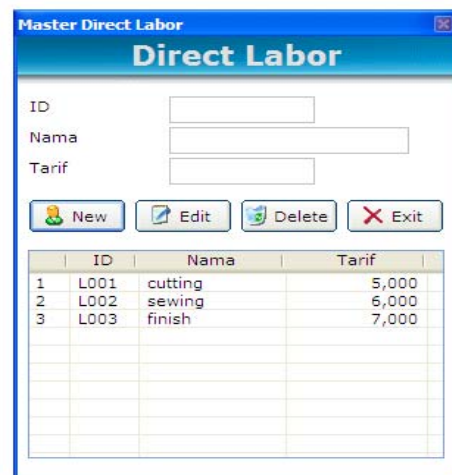 Master Direct Labor
Direct Labor
ID
Nama
Tarif
New Edit Delete Exit
ID Nama Tarif
1 L001 cutting 5,000
2 L002 sewing 6,000
3 L003 finish 7,000